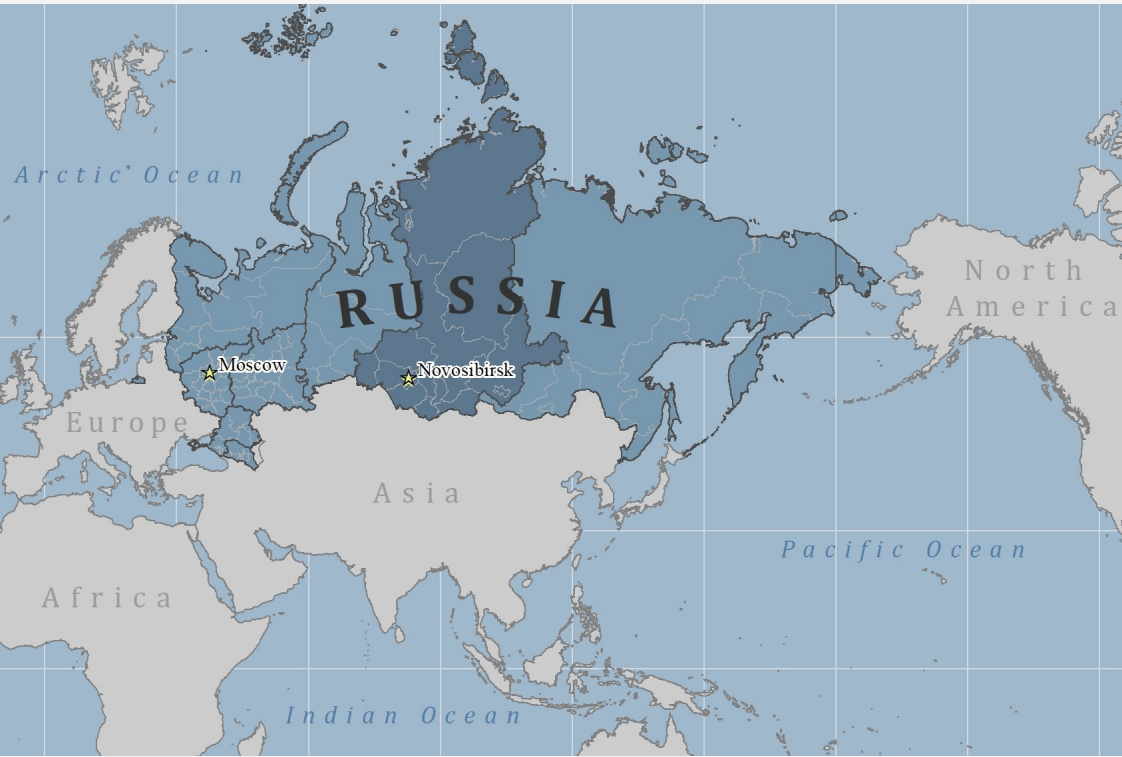 Arctic Ocean
North
America
RUSSIA
Moscow
Novosibirsk
Europe
Asia
Pacific Ocean
Africa
Indian Ocean